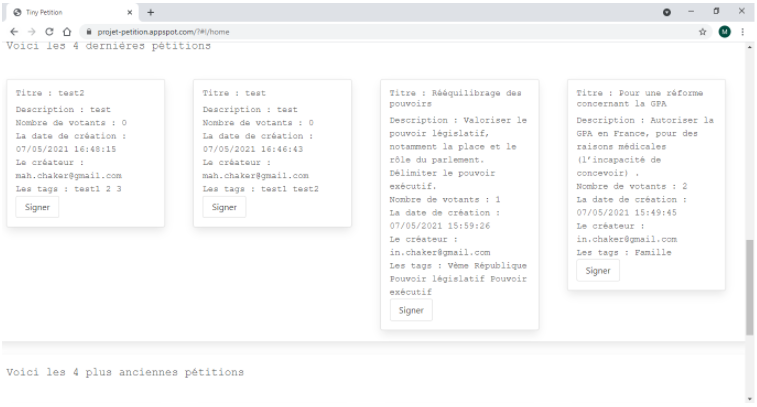 Tiny Petition
projet-petition.appspot.com/?#!/home
M
Voici les 4 dernières pétitions
Titre : test2
Description : test
Nombre de votants : 0
La date de création :
07/05/2021 16:48:15
Le créateur :
mah.chaker@gmail.com
Les tags : test1 2 3
Signer
Titre : test
Description : test
Nombre de votants : 0
La date de création :
07/05/2021 16:46:43
Le créateur :
mah.chaker@gmail.com
Les tags : test1 test2
Signer
Titre : Rééquilibrage des
pouvoirs
Description : Valoriser le
pouvoir législatif,
notamment la place et le
rôle du parlement.
Délimiter le pouvoir
exécutif.
Nombre de votants : 1
La date de création :
07/05/2021 15:59:26
Le créateur :
in.chaker@gmail.com
Les tags : Vème République
Pouvoir législatif Pouvoir
exécutif
Signer
Titre : Pour une réforme
concernant la GPA
Description : Autoriser la
GPA en France, pour des
raisons médicales
(l'incapacité de
concevoir) .
Nombre de votants : 2
La date de création :
07/05/2021 15:49:45
Le créateur :
in.chaker@gmail.com
Les tags : Famille
Signer
Voici les 4 plus anciennes pétitions